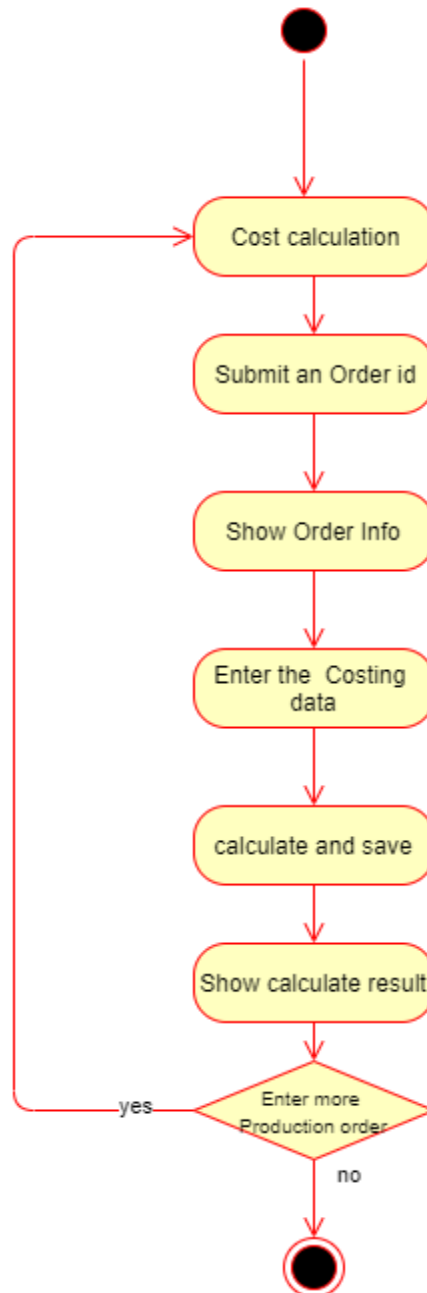 Cost calculation
Submit an Order id
Show Order Info
Enter the Costing
data
calculate and save
Show calculate result
Enter more
Production order
yes
no